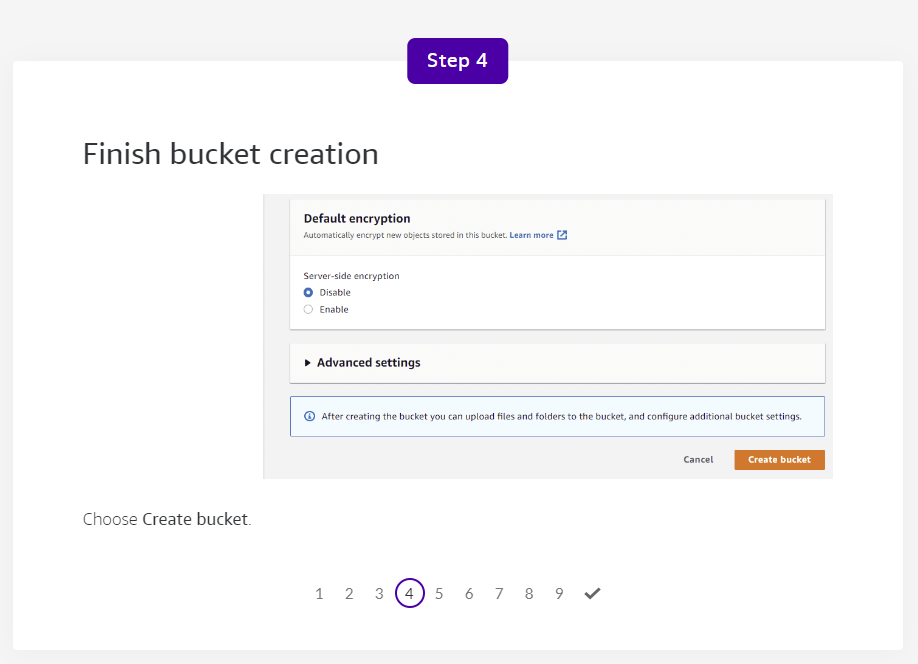 Step 4
Finish bucket creation
Default encryption
Automatically encrypt new objects stored in this bucket. Learn more
Server-side encryption
Disable
Enable
Advanced settings
After creating the bucket you can upload files and folders to the bucket, and configure additional bucket settings.
Cancel Create bucket
Choose Create bucket.
1 2 3 4 5 6 7 8 9